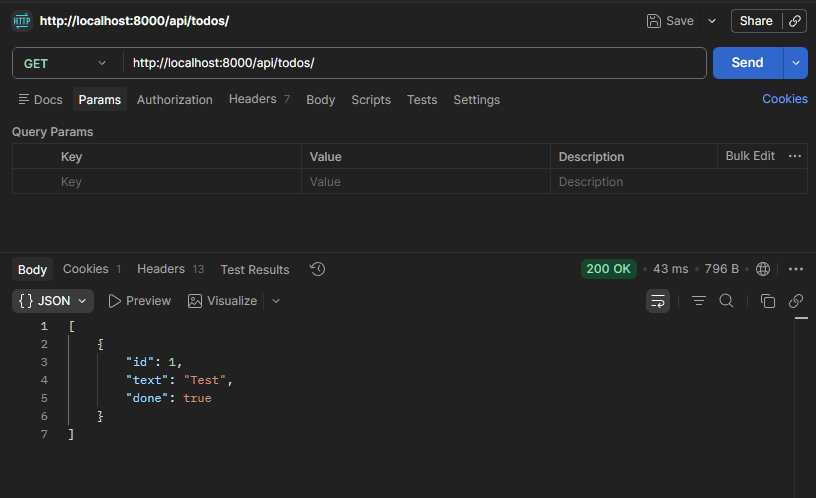 HTTP http://localhost:8000/api/todos/ Save Share
GET http://localhost:8000/api/todos/ Send
Docs Params Authorization Headers 7 Body Scripts Tests Settings Cookies
Query Params
Key Value Description Bulk Edit
Key Value Description
Body Cookies 1 Headers 13 Test Results 200 OK • 43 ms • 796 B •
{} JSON Preview Visualize
1 [
2 {
3 "id": 1,
4 "text": "Test",
5 "done": true
6 }
7 ]